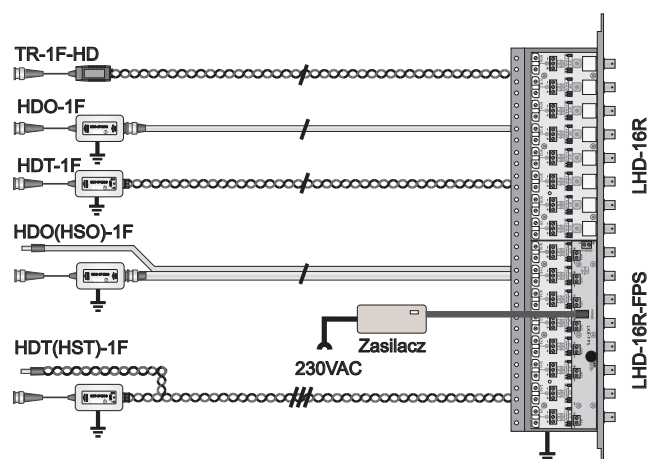 TR-1F-HD
HDO-1F
HDT-1F
HDO(HSO)-1F
HDT(HST)-1F
Zasilacz
230VAC
LHD-16R
LHD-16R-FPS